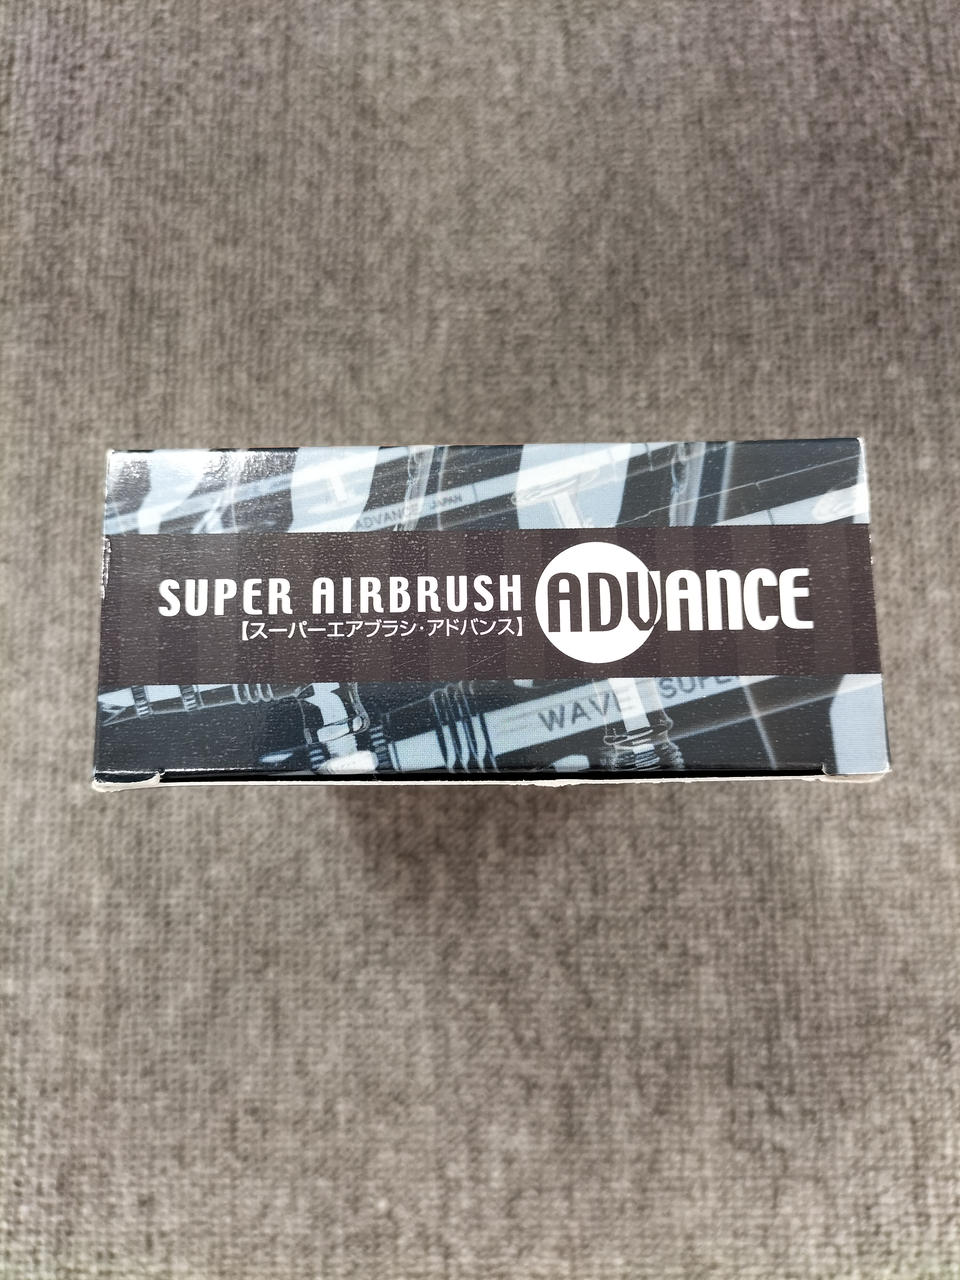 ADVANCE JAPAN
SUPER AIRBRUSH ADVANCE
【スーパーエアブラシ・アドバンス】
WAVE SUPER